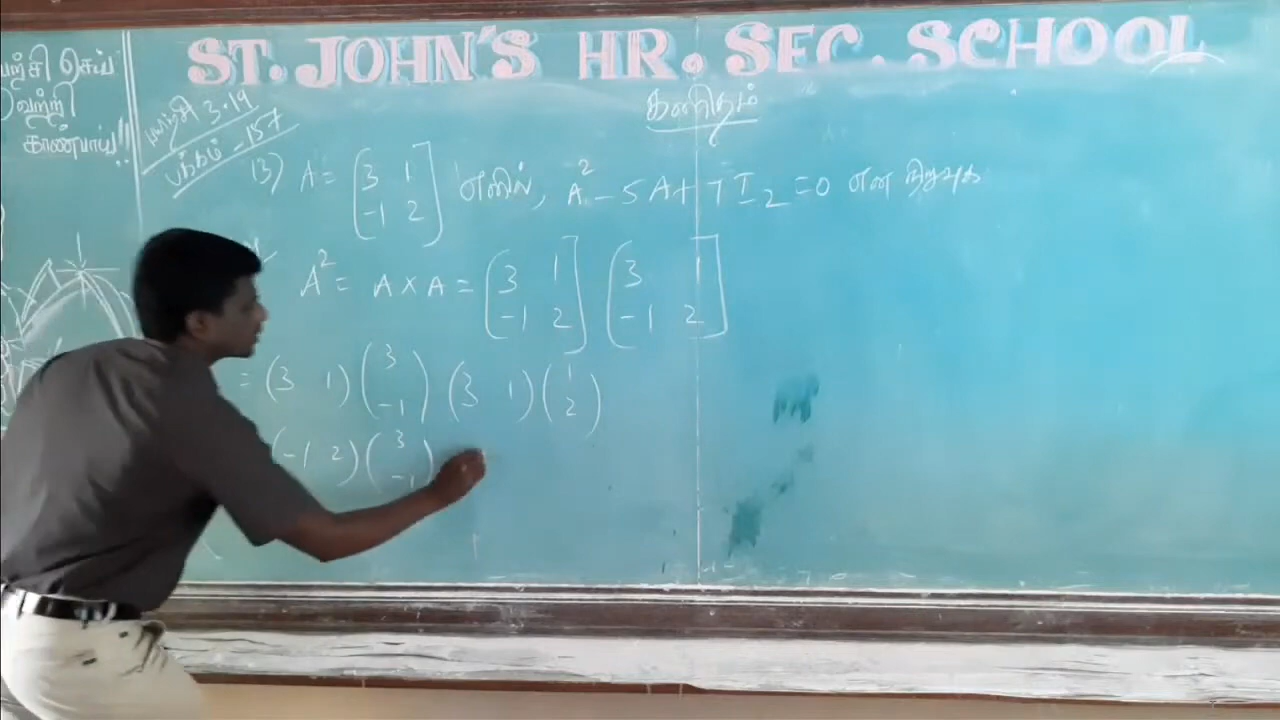 ST. JOHN'S HR. SEC. SCHOOL
கணிதம்
செய்
வெற்றி
காண்பாய்!!
பயிற்சி 3.19
பக்கம் - 157
13) A = [3 1 எனில், A² - 5A + 7I₂ = 0 என நிறுவுக
-1 2]
A² = A × A = [3 1 [3 1
-1 2] -1 2]
= (3 1)(3 (3 1)(1
-1) 2)
(-1 2)(3
-1)